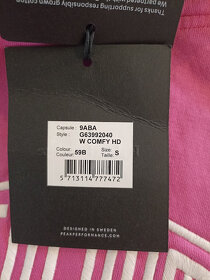 Thanks for supporting
responsibly grown cotton
Capsule : 9ABA
Style : G63992040
W COMFY HD
Colour: 59B Size: S
Couleur: Taille:
5 713114 777472
DESIGNED IN SWEDEN
PEAKPERFORMANCE.COM